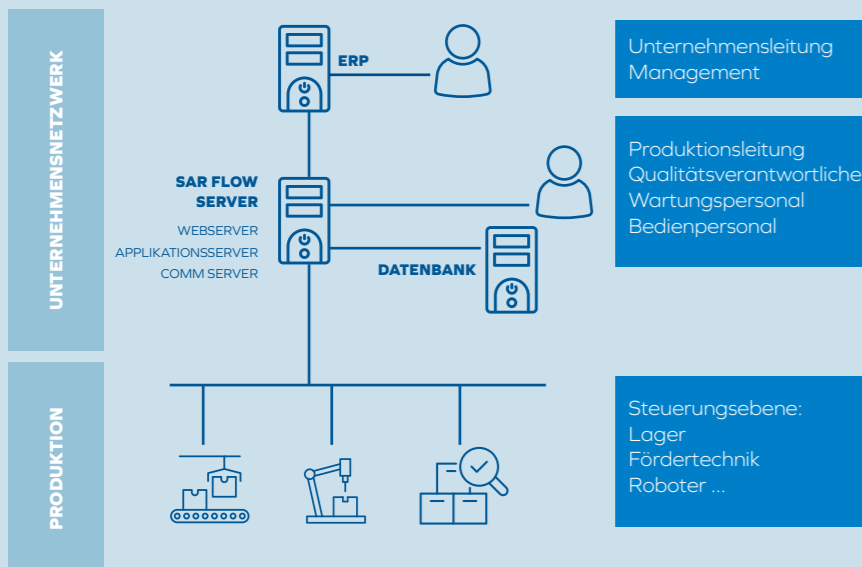 UNTERNEHMENSNETZWERK
ERP
Unternehmensleitung
Management
SAR FLOW
SERVER
WEBSERVER
APPLIKATIONSSERVER
COMM SERVER
DATENBANK
Produktionsleitung
Qualitätsverantwortliche
Wartungspersonal
Bedienpersonal
PRODUKTION
Steuerungsebene:
Lager
Fördertechnik
Roboter ...